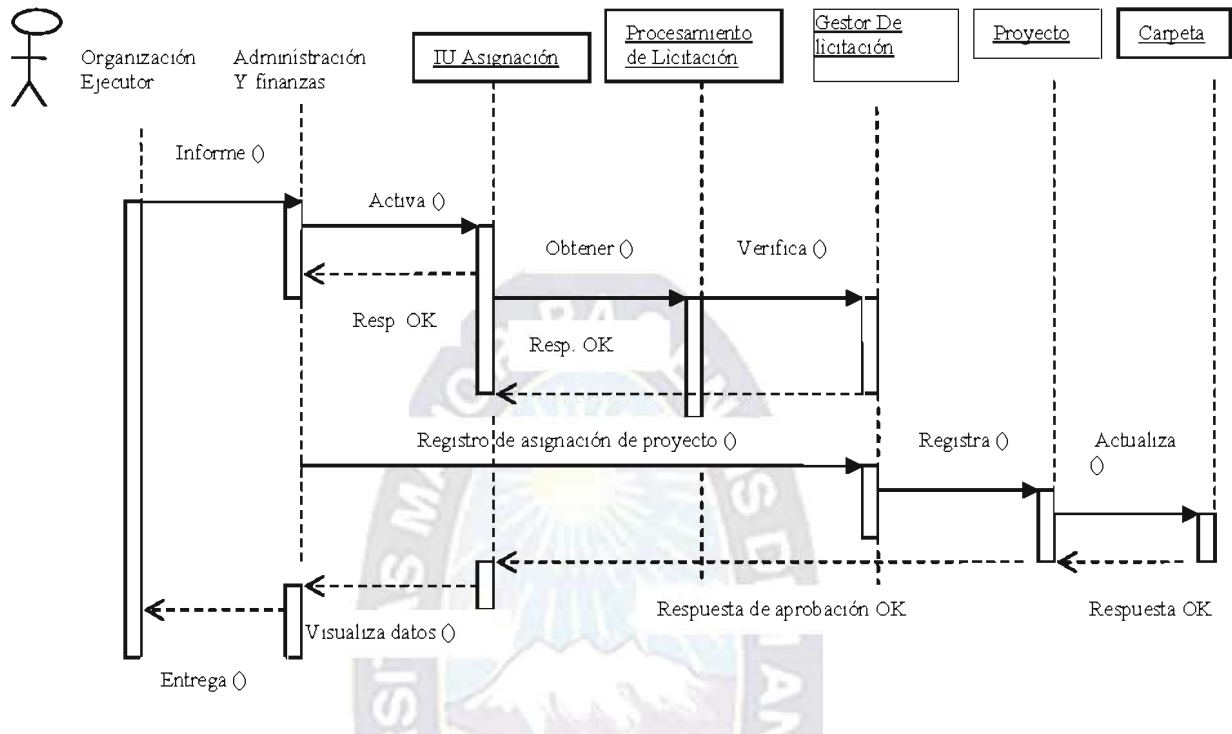 Organización
Ejecutor
Administración
Y finanzas
IU Asignación
Procesamiento
de Licitación
Gestor De
licitación
Proyecto
Carpeta
Informe ()
Activa ()
Obtener ()
Verifica ()
Resp OK
Resp. OK
Registro de asignación de proyecto ()
Registra ()
Actualiza
()
Respuesta de aprobación OK
Respuesta OK
Visualiza datos ()
Entrega ()